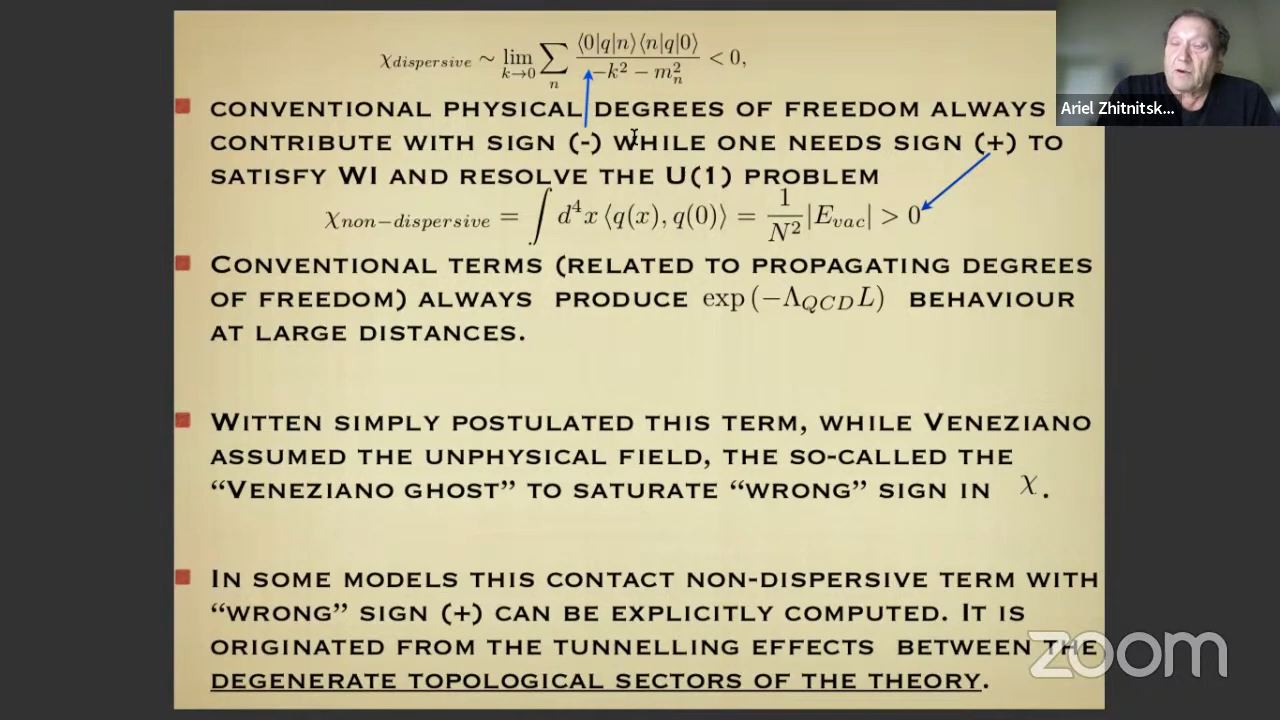 χ_dispersive ∼ lim_{k→0} ∑_n ⟨0|q|n⟩⟨n|q|0⟩ / (−k² − m_n²) < 0,
CONVENTIONAL PHYSICAL DEGREES OF FREEDOM ALWAYS
CONTRIBUTE WITH SIGN (-) WHILE ONE NEEDS SIGN (+) TO
SATISFY WI AND RESOLVE THE U(1) PROBLEM
χ_{non−dispersive} = ∫ d⁴x ⟨q(x), q(0)⟩ = 1/N² |E_vac| > 0
CONVENTIONAL TERMS (RELATED TO PROPAGATING DEGREES
OF FREEDOM) ALWAYS PRODUCE exp (−Λ_QCD L) BEHAVIOUR
AT LARGE DISTANCES.
WITTEN SIMPLY POSTULATED THIS TERM, WHILE VENEZIANO
ASSUMED THE UNPHYSICAL FIELD, THE SO-CALLED THE
“VENEZIANO GHOST” TO SATURATE “WRONG” SIGN IN χ.
IN SOME MODELS THIS CONTACT NON-DISPERSIVE TERM WITH
“WRONG” SIGN (+) CAN BE EXPLICITLY COMPUTED. IT IS
ORIGINATED FROM THE TUNNELLING EFFECTS BETWEEN THE
DEGENERATE TOPOLOGICAL SECTORS OF THE THEORY.
Ariel Zhitnitsk...
zoom